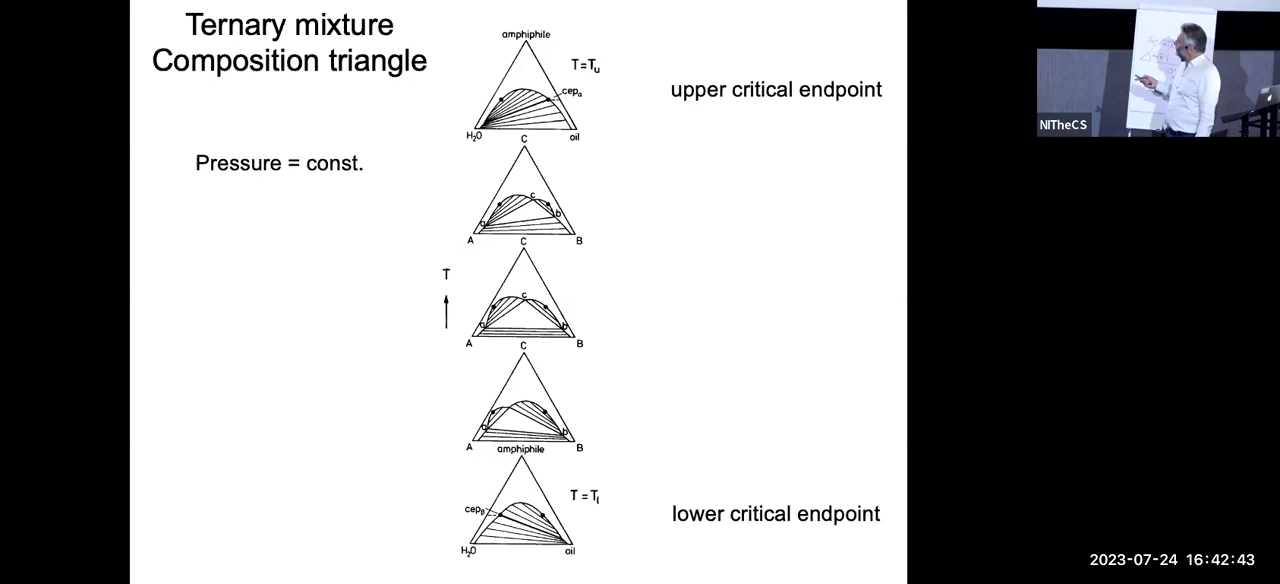 Ternary mixture
Composition triangle
Pressure = const.
amphiphile
T=Tᵤ
cepα
H₂O
oil
upper critical endpoint
C
c
a
b
A
B
T
C
c
a
b
A
B
C
a
b
A
B
amphiphile
T=Tₗ
cepβ
H₂O
oil
lower critical endpoint
NITheCS
2023-07-24 16:42:43